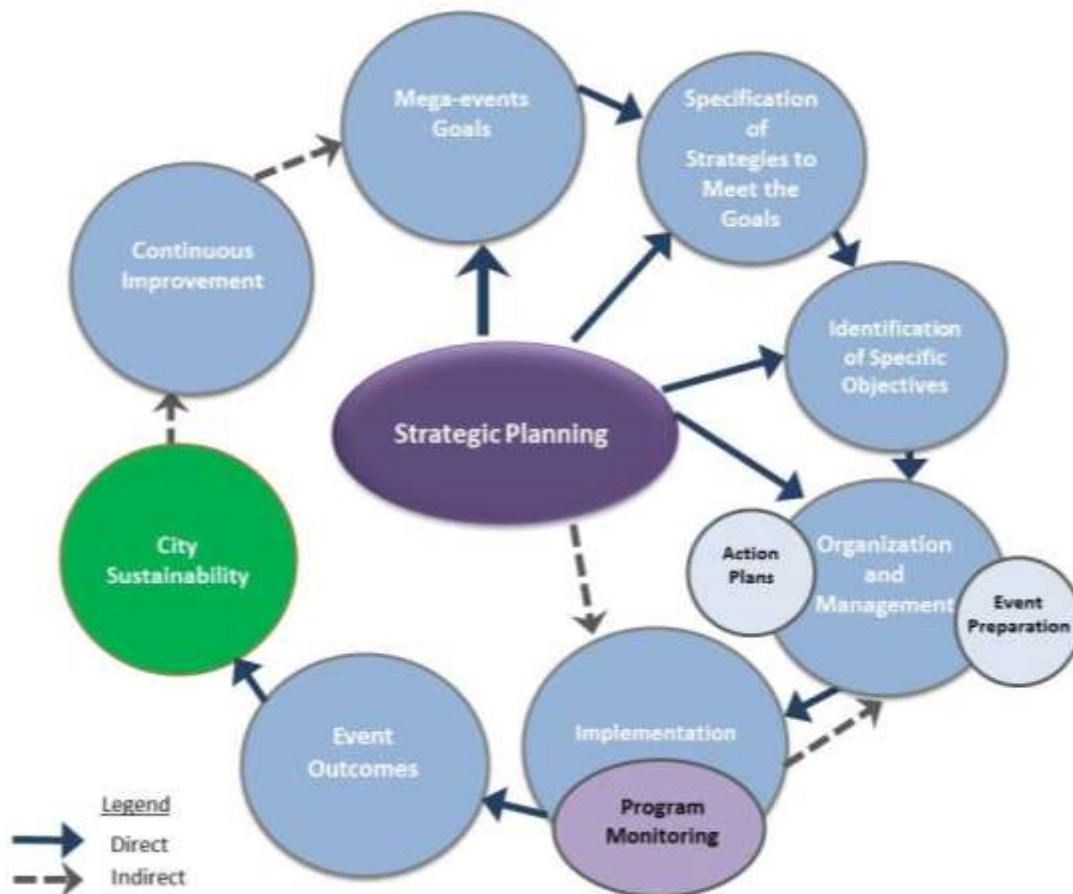 Mega-events
Goals
Specification
of
Strategies to
Meet the
Goals
Continuous
Improvement
Identification
of Specific
Objectives
Strategic Planning
City
Sustainability
Action
Plans
Organization
and
Management
Event
Preparation
Implementation
Event
Outcomes
Program
Monitoring
Legend
Direct
Indirect